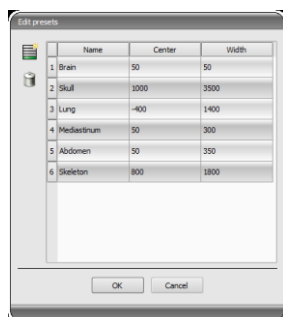 Edit presets
Name Center Width
1 Brain 50 50
2 Skull 1000 3500
3 Lung -400 1400
4 Mediastinum 50 300
5 Abdomen 50 350
6 Skeleton 800 1800
OK Cancel